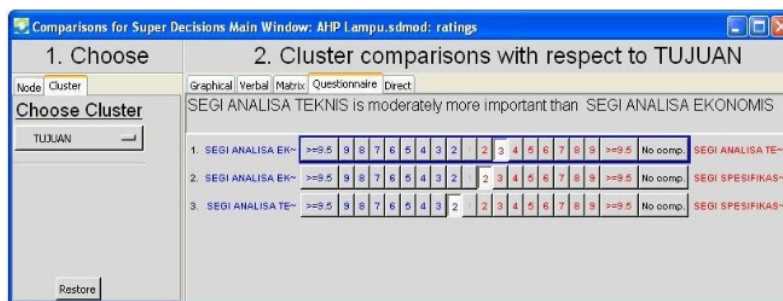 Comparisons for Super Decisions Main Window: AHP Lampu.sdmod: ratings
1. Choose
2. Cluster comparisons with respect to TUJUAN
Node Cluster
Graphical Verbal Matrix Questionnaire Direct
Choose Cluster
SEGI ANALISA TEKNIS is moderately more important than SEGI ANALISA EKONOMIS
TUJUAN
1. SEGI ANALISA EK~ >=9.5 9 8 7 6 5 4 3 2 1 2 3 4 5 6 7 8 9 >=9.5 No comp. SEGI ANALISA TE~
2. SEGI ANALISA EK~ >=9.5 9 8 7 6 5 4 3 2 1 2 3 4 5 6 7 8 9 >=9.5 No comp. SEGI SPESIFIKAS~
3. SEGI ANALISA TE~ >=9.5 9 8 7 6 5 4 3 2 1 2 3 4 5 6 7 8 9 >=9.5 No comp. SEGI SPESIFIKAS~
Restore